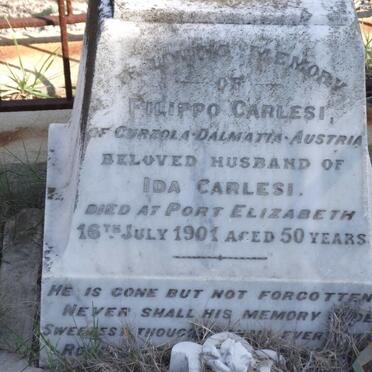 IN LOVING MEMORY
OF
FILIPPO CARLESI,
OF CURZOLA-DALMATIA-AUSTRIA
BELOVED HUSBAND OF
IDA CARLESI.
DIED AT PORT ELIZABETH
16TH JULY 1901 AGED 50 YEARS
HE IS GONE BUT NOT FORGOTTEN
NEVER SHALL HIS MEMORY
SWEETEST